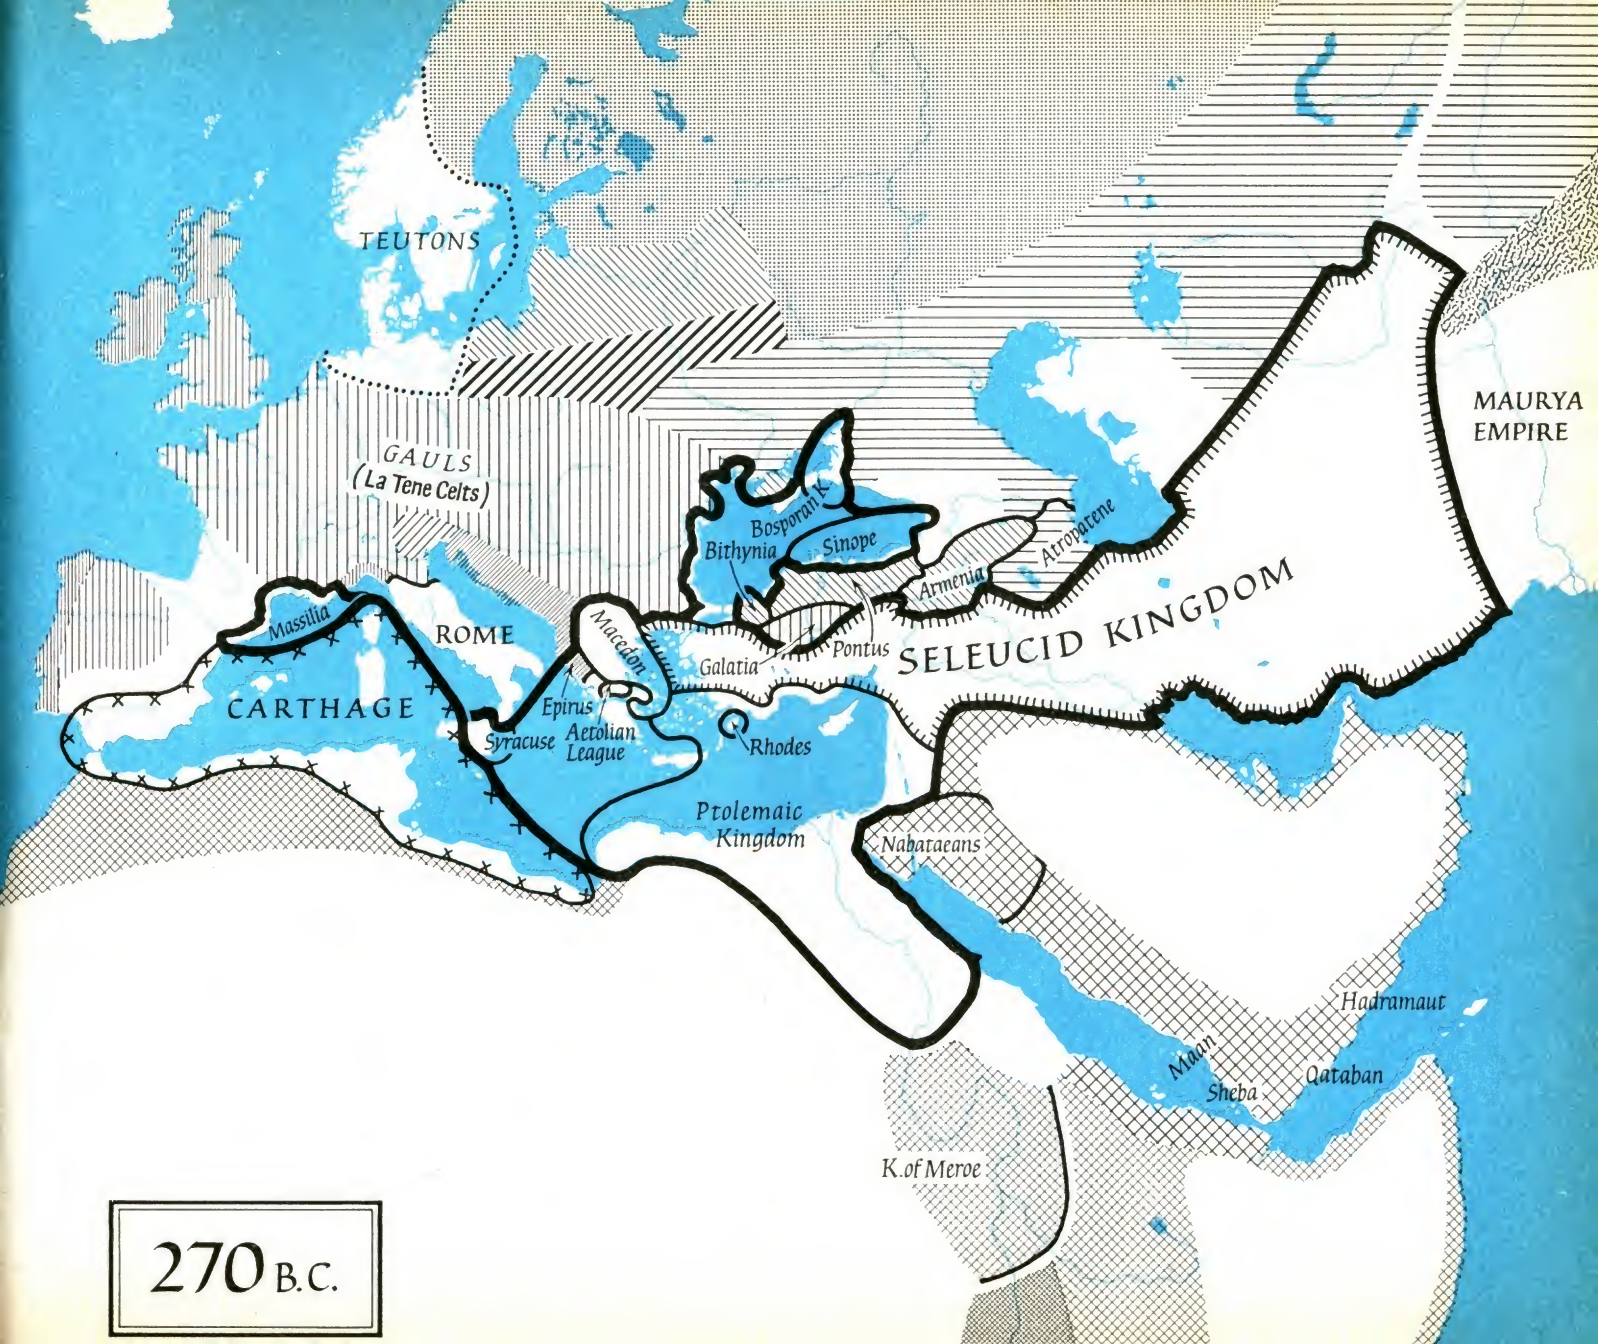 TEUTONS
GAULS
(La Tene Celts)
MAURYA
EMPIRE
Bosporan K.
Bithynia
Sinope
Atropatene
Armenia
Massilia
ROME
Macedon
Galatia
Pontus
SELEUCID KINGDOM
CARTHAGE
Epirus
Syracuse
Aetolian
League
Rhodes
Ptolemaic
Kingdom
Nabataeans
Hadramaut
Maan
Sheba
Qataban
K. of Meroe
270 B.C.